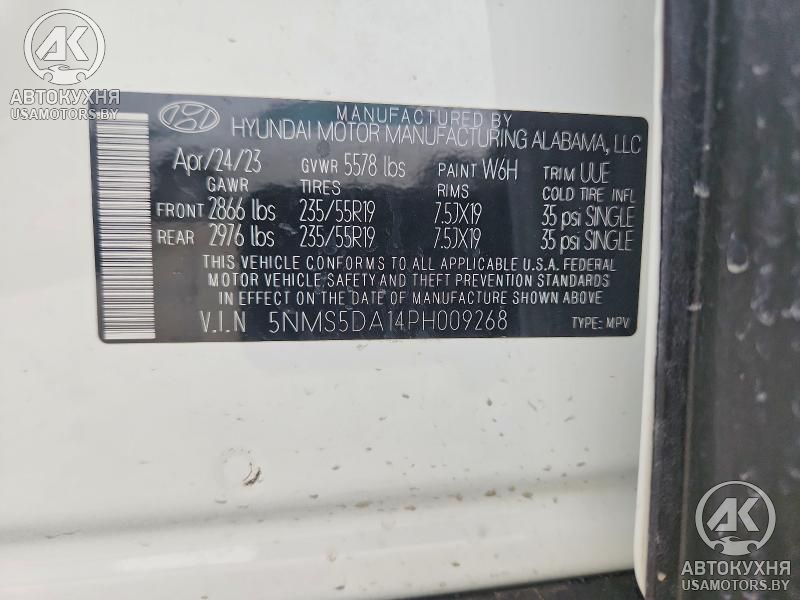 АК
АВТОКУХНЯ
USAMOTORS.BY
MANUFACTURED BY
HYUNDAI MOTOR MANUFACTURING ALABAMA, LLC
Apr/24/23 GVWR 5578 lbs PAINT W6H TRIM UUE
GAWR TIRES RIMS COLD TIRE INFL
FRONT 2866 lbs 235/55R19 7.5JX19 35 psi SINGLE
REAR 2976 lbs 235/55R19 7.5JX19 35 psi SINGLE
THIS VEHICLE CONFORMS TO ALL APPLICABLE U.S.A. FEDERAL
MOTOR VEHICLE SAFETY & THEFT PREVENTION STANDARDS
IN EFFECT ON THE DATE OF MANUFACTURE SHOWN ABOVE.
V.I.N 5NMS5DA14PH009268 TYPE: MPV
АК
АВТОКУХНЯ
USAMOTORS.BY